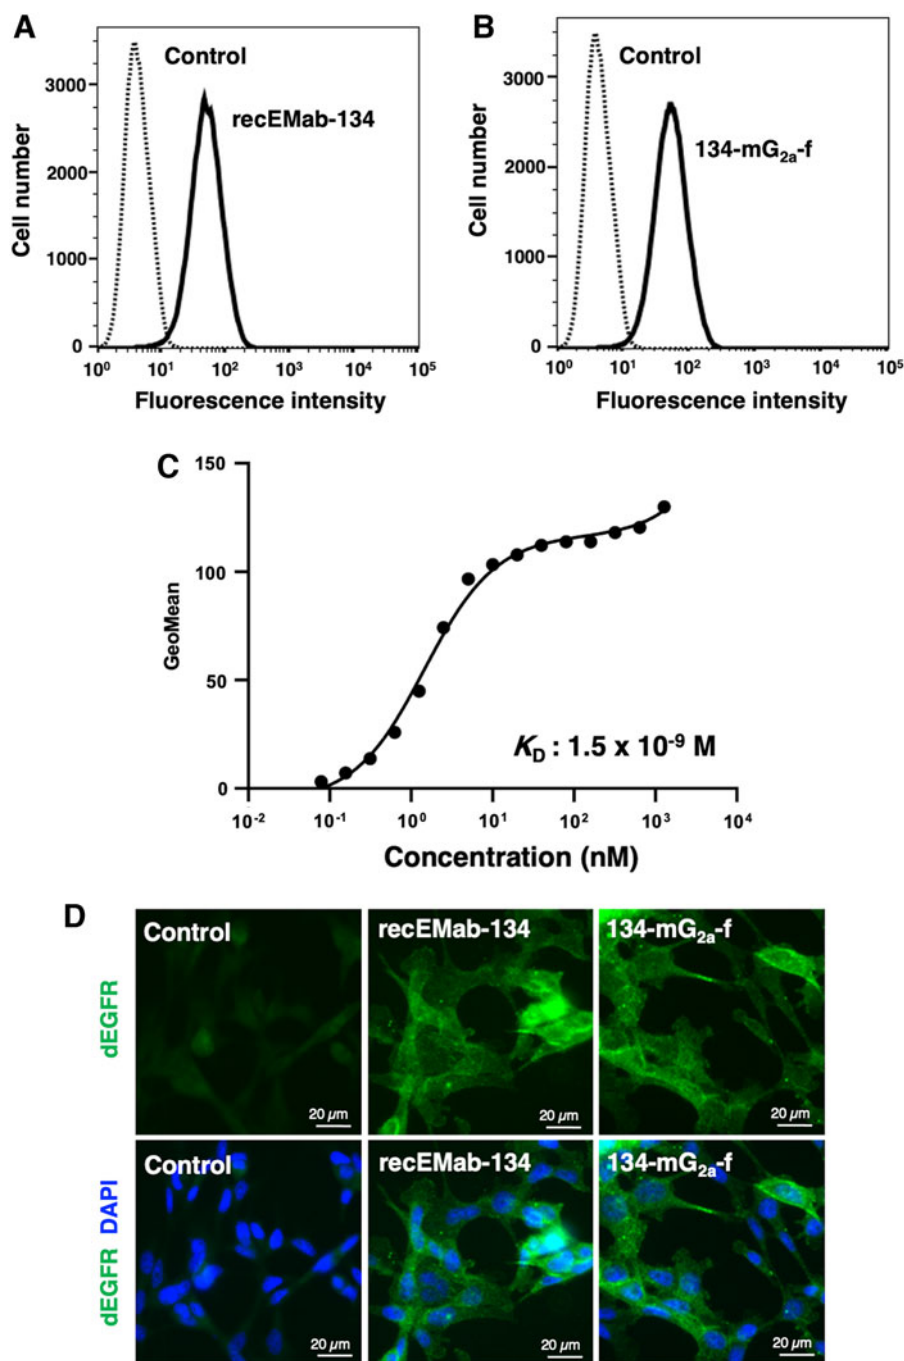 A
Control
recEMab-134
Cell number
3000
2000
1000
0
10⁰ 10¹ 10² 10³ 10⁴ 10⁵
Fluorescence intensity
B
Control
134-mG₂ₐ-f
Cell number
3000
2000
1000
0
10⁰ 10¹ 10² 10³ 10⁴ 10⁵
Fluorescence intensity
C
GeoMean
150
100
50
0
K_D : 1.5 x 10⁻⁹ M
10⁻² 10⁻¹ 10⁰ 10¹ 10² 10³ 10⁴
Concentration (nM)
D
dEGFR
Control
20 μm
recEMab-134
20 μm
134-mG₂ₐ-f
20 μm
dEGFR DAPI
Control
20 μm
recEMab-134
20 μm
134-mG₂ₐ-f
20 μm